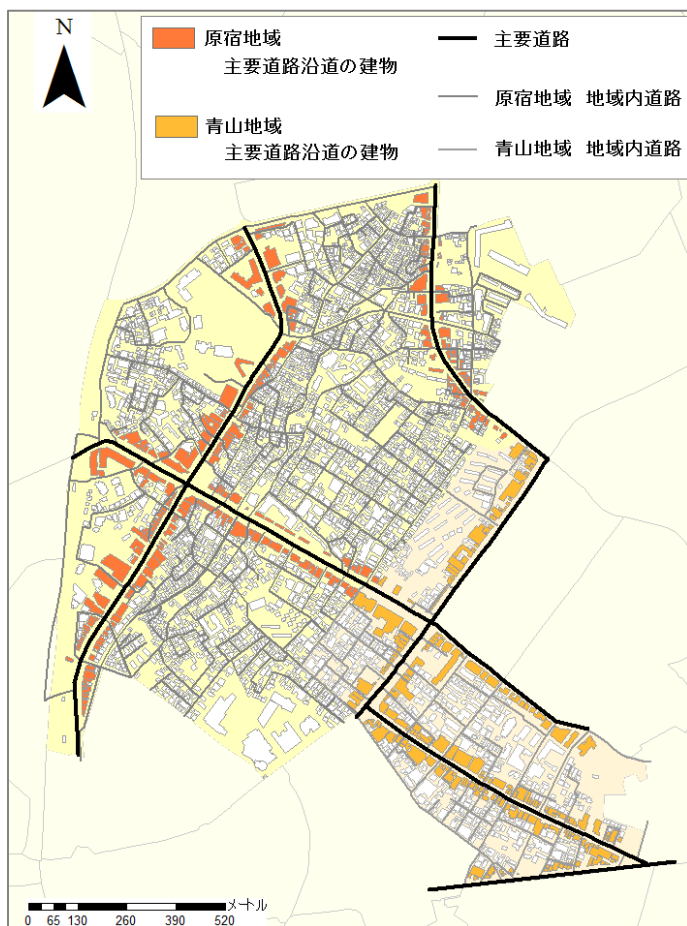 N
原宿地域
主要道路沿道の建物
青山地域
主要道路沿道の建物
主要道路
原宿地域 地域内道路
青山地域 地域内道路
メートル
0 65 130 260 390 520